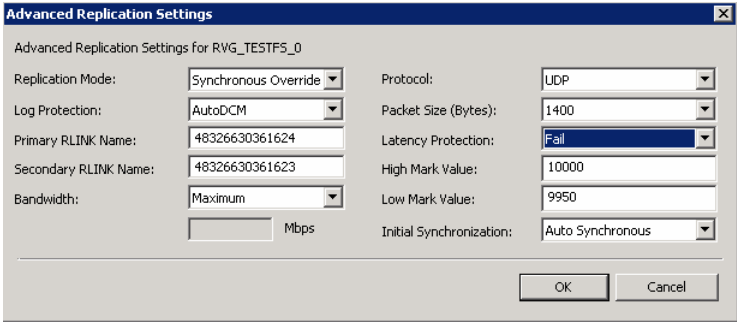 Advanced Replication Settings
Advanced Replication Settings for RVG_TESTFS_0
Replication Mode: Synchronous Override
Log Protection: AutoDCM
Primary RLINK Name: 48326630361624
Secondary RLINK Name: 48326630361623
Bandwidth: Maximum
Mbps
Protocol: UDP
Packet Size (Bytes): 1400
Latency Protection: Fail
High Mark Value: 10000
Low Mark Value: 9950
Initial Synchronization: Auto Synchronous
OK Cancel